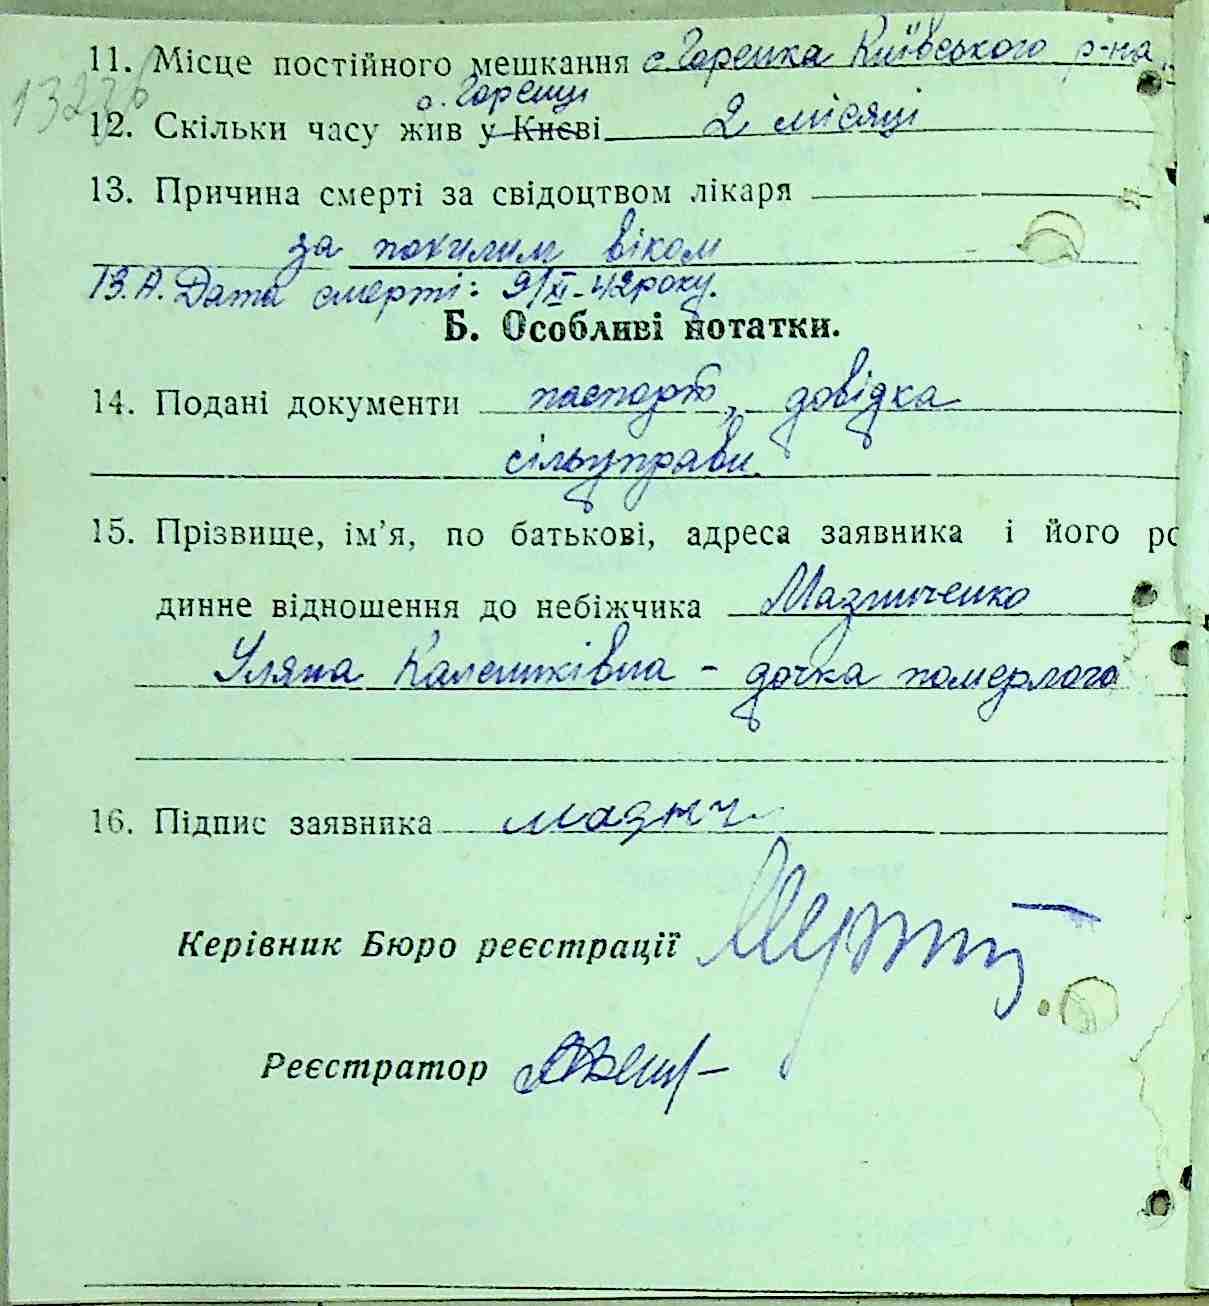 11. Місце постійного мешкання с. Горенка Київського р-на
132
с. Горенці
12. Скільки часу жив у Києві 2 місяці
13. Причина смерті за свідоцтвом лікаря
за похилим віком
13.А. Дата смерті: 9/XI-42 року.
Б. Особливі нотатки.
14. Подані документи паспорт, довідка
сільуправи.
15. Прізвище, ім’я, по батькові, адреса заявника і його ро
динне відношення до небіжчика Мазниченко
Уляна Калениківна - дочка померлого
16. Підпис заявника мазнч
Керівник Бюро реєстрації
Реєстратор